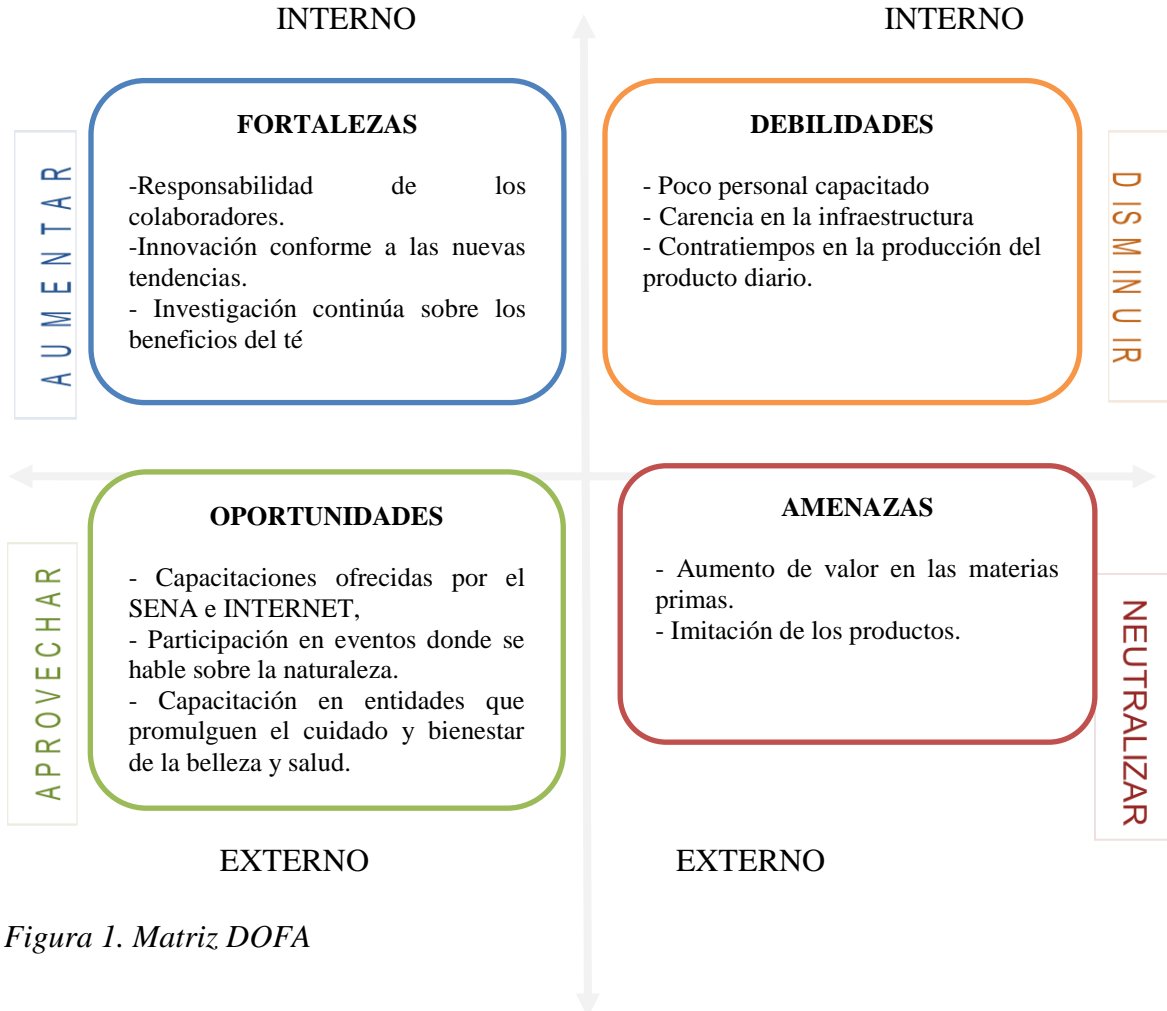 INTERNO
INTERNO
AUMENTAR
FORTALEZAS
-Responsabilidad de los
colaboradores.
-Innovación conforme a las nuevas
tendencias.
- Investigación continúa sobre los
beneficios del té
DEBILIDADES
- Poco personal capacitado
- Carencia en la infraestructura
- Contratiempos en la producción del
producto diario.
DISMINUIR
APROVECHAR
OPORTUNIDADES
- Capacitaciones ofrecidas por el
SENA e INTERNET,
- Participación en eventos donde se
hable sobre la naturaleza.
- Capacitación en entidades que
promulguen el cuidado y bienestar
de la belleza y salud.
AMENAZAS
- Aumento de valor en las materias
primas.
- Imitación de los productos.
NEUTRALIZAR
EXTERNO
EXTERNO
Figura 1. Matriz DOFA